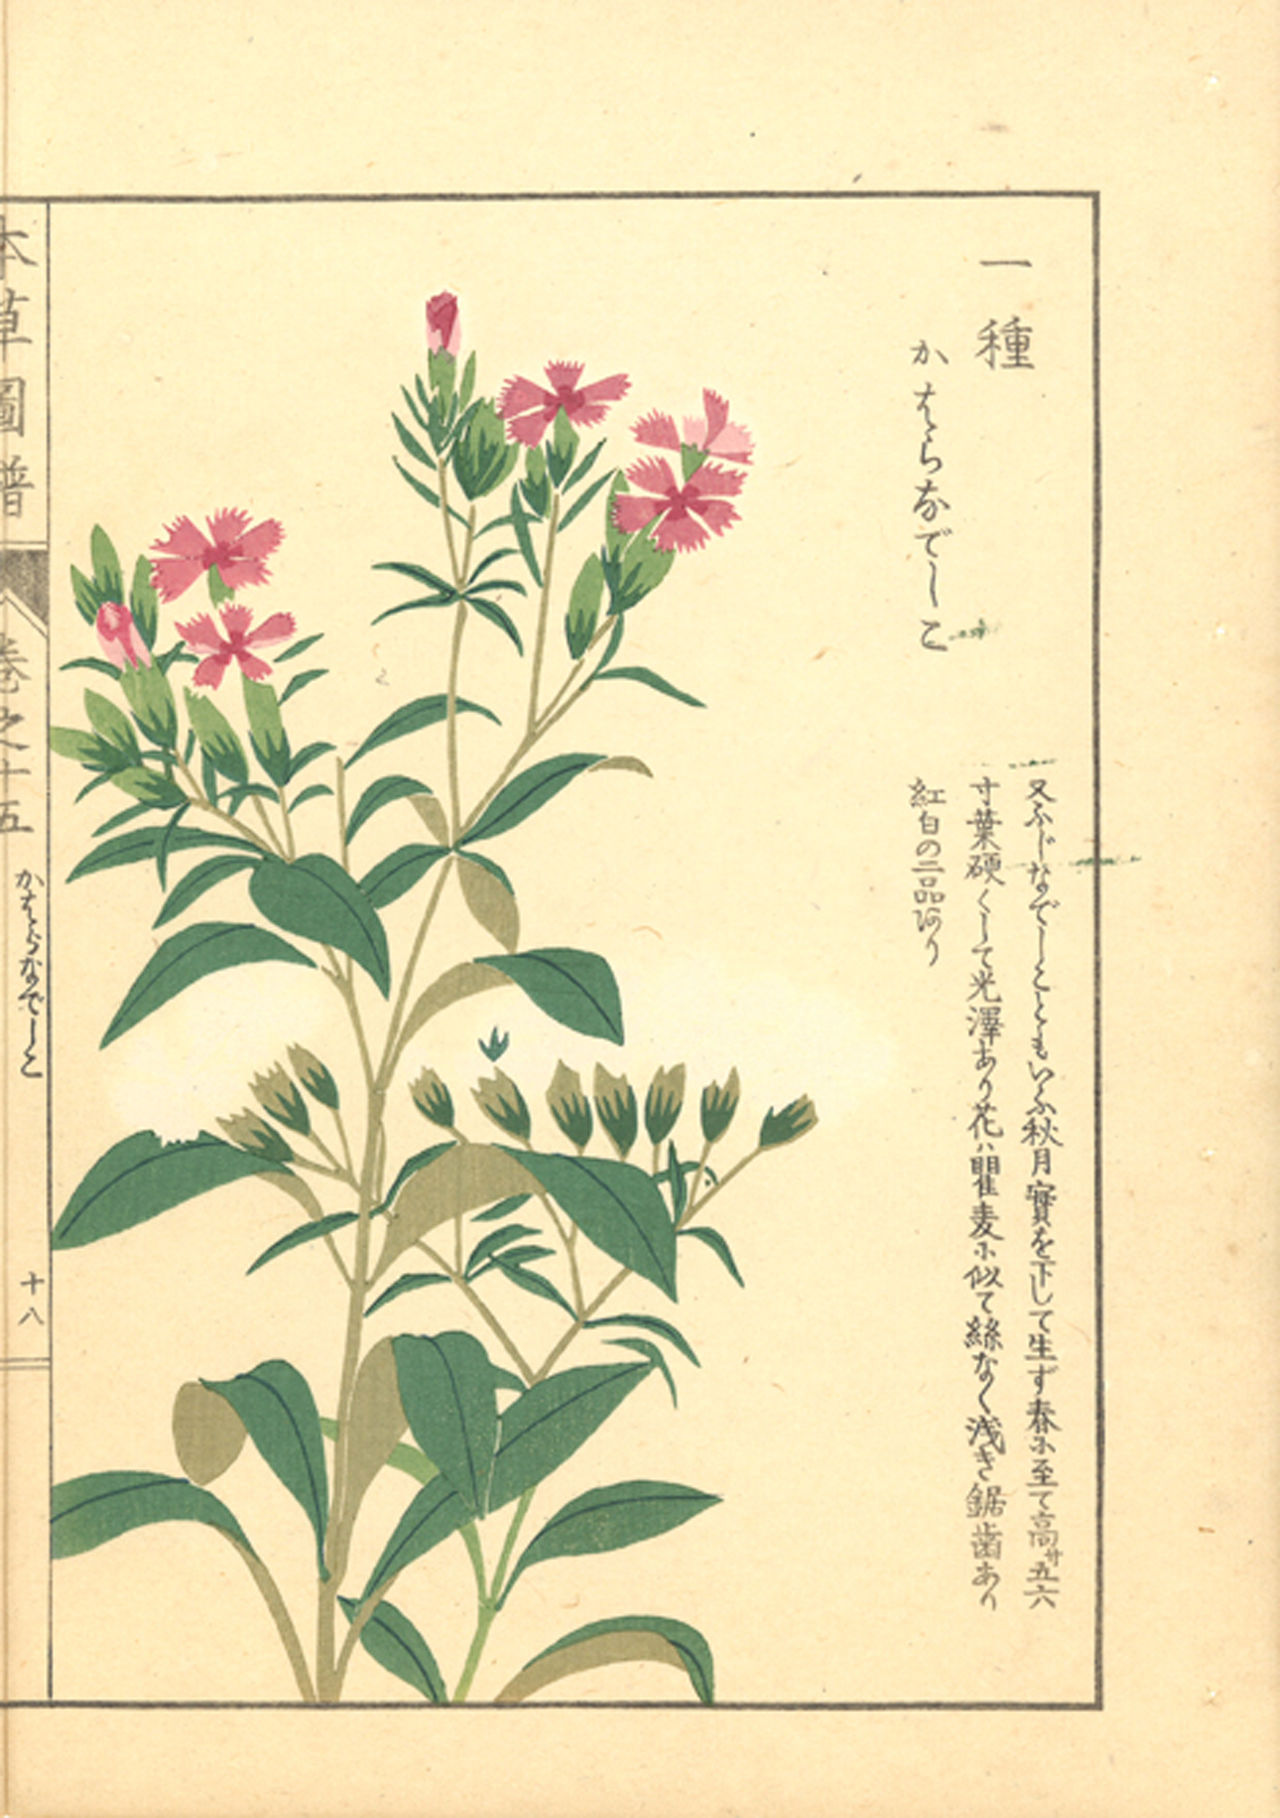 一種
かはらなでしこ
又ふじなでしこともいふ秋月實を下して生ず春に至て高サ五六
寸葉硬くして光澤あり花ハ瞿麦に似て絲なく浅き鋸歯あり
紅白の二品あり
本草圖譜
巻之十五
かはらなでしこ
十八